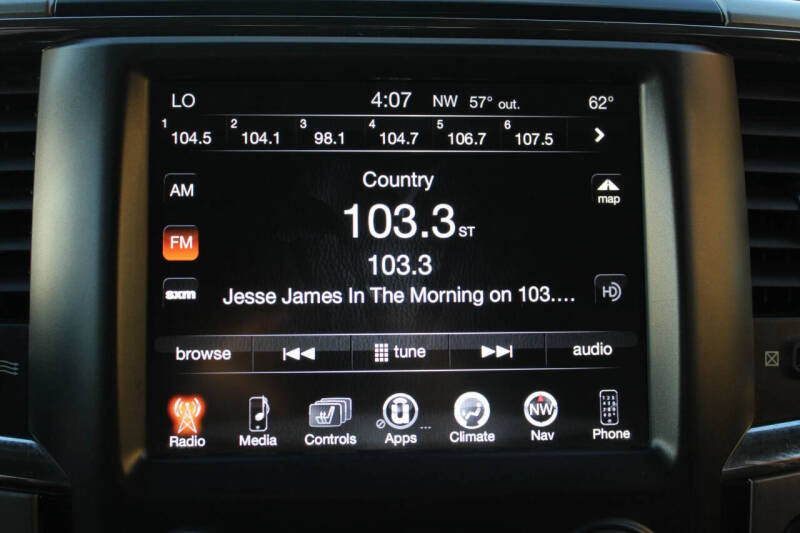 LO 4:07 NW 57° out. 62°
1 104.5 2 104.1 3 98.1 4 104.7 5 106.7 6 107.5
Country
AM
map
103.3 ST
FM
103.3
sxm
Jesse James In The Morning on 103....
HD
browse tune audio
Radio Media Controls Apps ... Climate NW Nav Phone